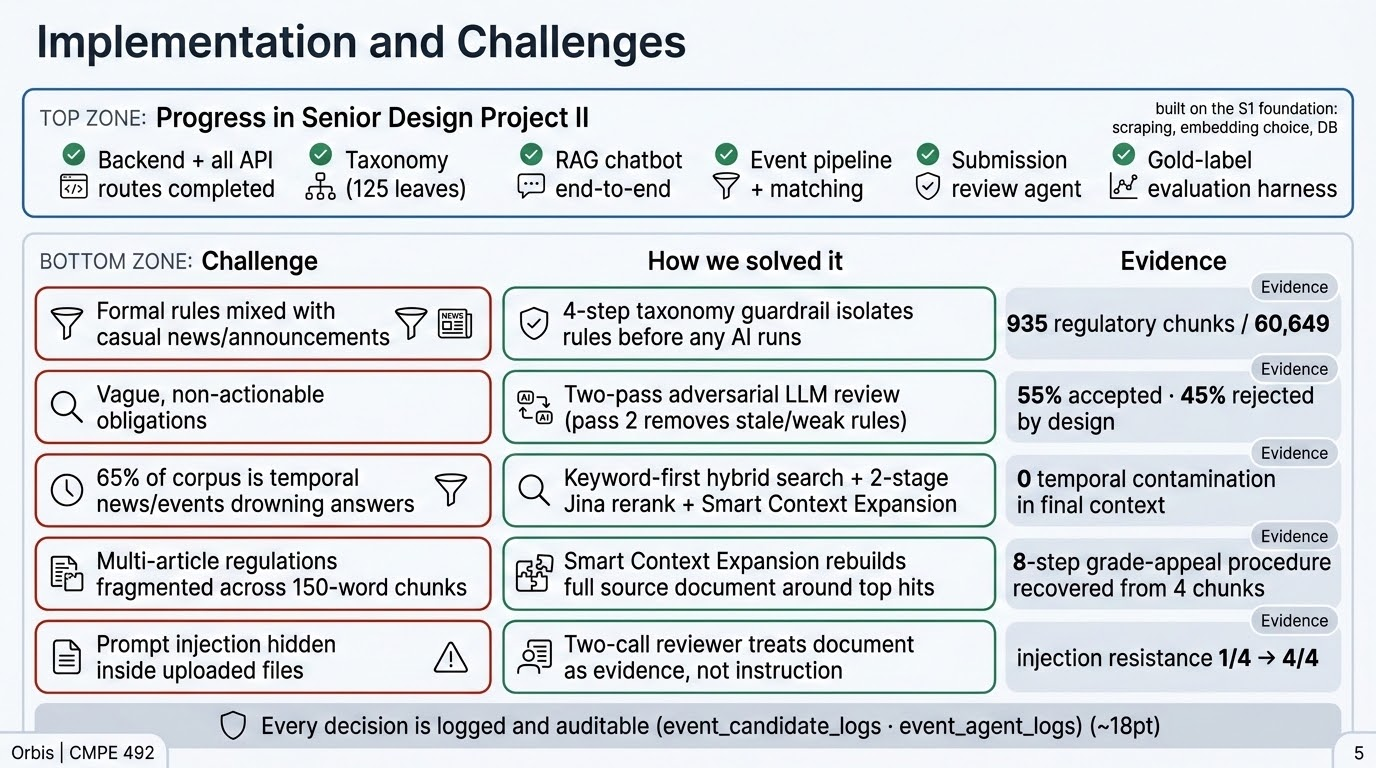 Implementation and Challenges
TOP ZONE: Progress in Senior Design Project II
built on the S1 foundation:
scraping, embedding choice, DB
Backend + all API
routes completed
Taxonomy
(125 leaves)
RAG chatbot
end-to-end
Event pipeline
+ matching
Submission
review agent
Gold-label
evaluation harness
BOTTOM ZONE: Challenge
How we solved it
Evidence
Formal rules mixed with
casual news/announcements
NEWS
4-step taxonomy guardrail isolates
rules before any AI runs
Evidence
935 regulatory chunks / 60,649
Vague, non-actionable
obligations
AI
AI
Two-pass adversarial LLM review
(pass 2 removes stale/weak rules)
Evidence
55% accepted · 45% rejected
by design
65% of corpus is temporal
news/events drowning answers
Keyword-first hybrid search + 2-stage
Jina rerank + Smart Context Expansion
Evidence
0 temporal contamination
in final context
Multi-article regulations
fragmented across 150-word chunks
Smart Context Expansion rebuilds
full source document around top hits
Evidence
8-step grade-appeal procedure
recovered from 4 chunks
Prompt injection hidden
inside uploaded files
Two-call reviewer treats document
as evidence, not instruction
Evidence
injection resistance 1/4 → 4/4
Every decision is logged and auditable (event_candidate_logs · event_agent_logs) (~18pt)
Orbis | CMPE 492
5